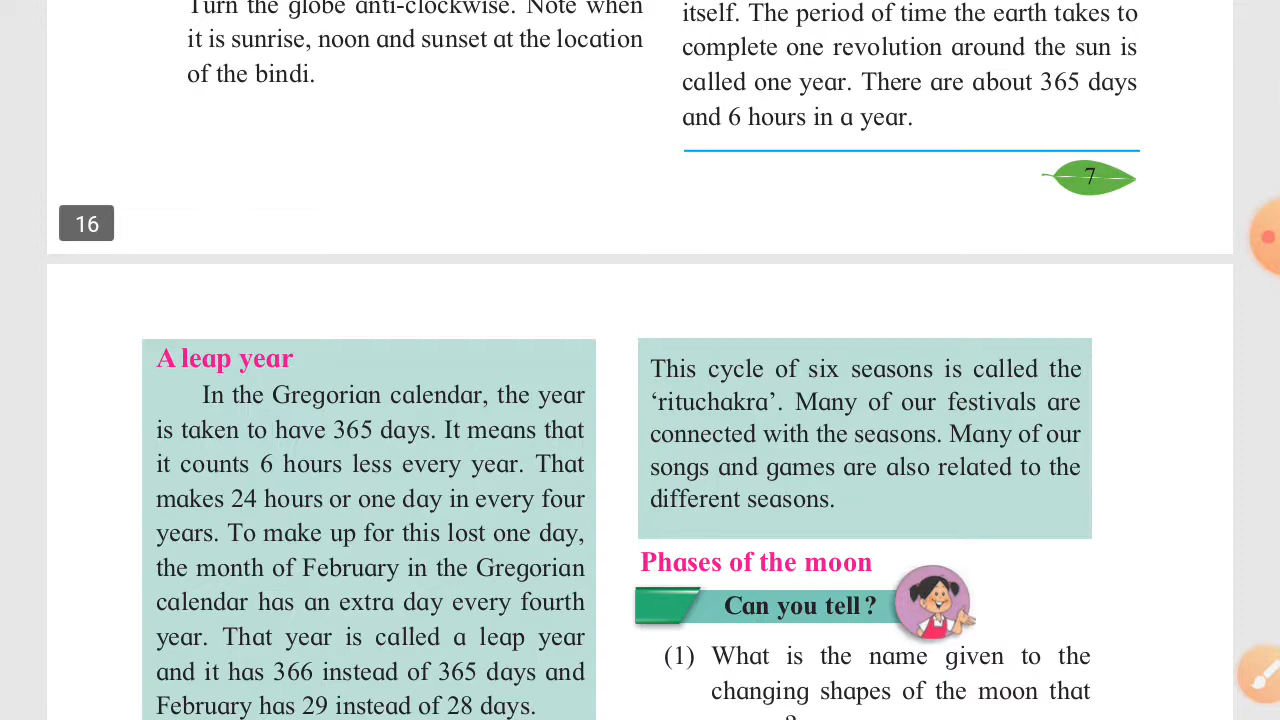 Turn the globe anti-clockwise. Note when
it is sunrise, noon and sunset at the location
of the bindi.
itself. The period of time the earth takes to
complete one revolution around the sun is
called one year. There are about 365 days
and 6 hours in a year.
7
16
A leap year
In the Gregorian calendar, the year
is taken to have 365 days. It means that
it counts 6 hours less every year. That
makes 24 hours or one day in every four
years. To make up for this lost one day,
the month of February in the Gregorian
calendar has an extra day every fourth
year. That year is called a leap year
and it has 366 instead of 365 days and
February has 29 instead of 28 days.
This cycle of six seasons is called the
‘rituchakra’. Many of our festivals are
connected with the seasons. Many of our
songs and games are also related to the
different seasons.
Phases of the moon
Can you tell?
(1) What is the name given to the
changing shapes of the moon that